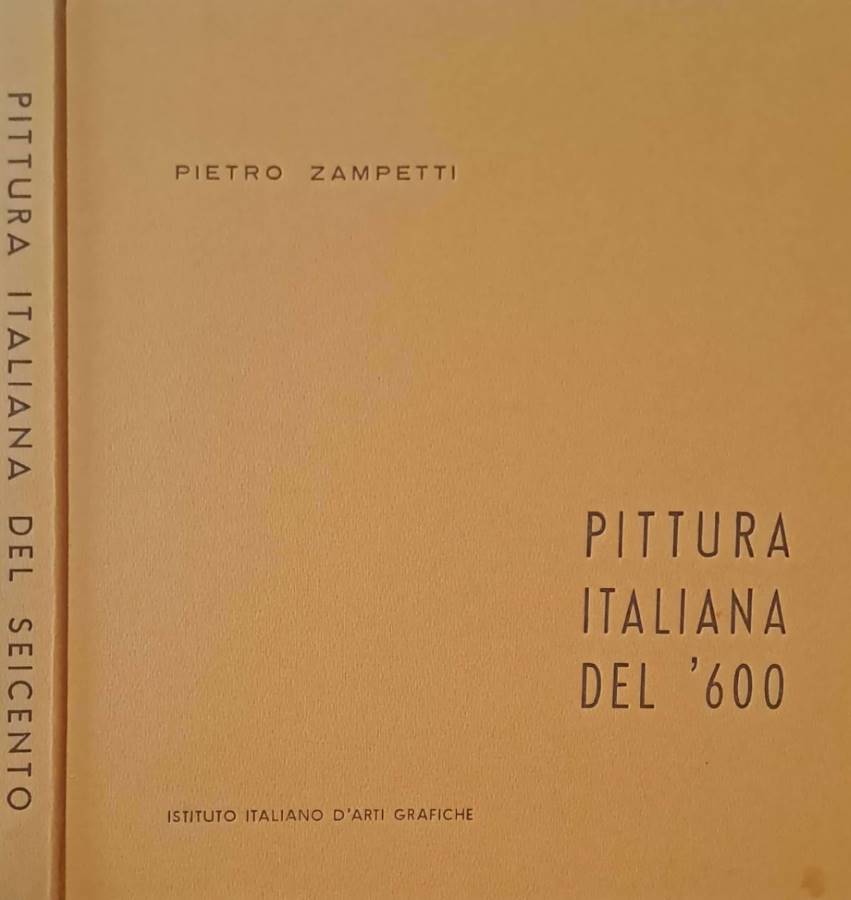 PITTURA ITALIANA DEL SEICENTO
PIETRO ZAMPETTI
PITTURA
ITALIANA
DEL '600
ISTITUTO ITALIANO D'ARTI GRAFICHE